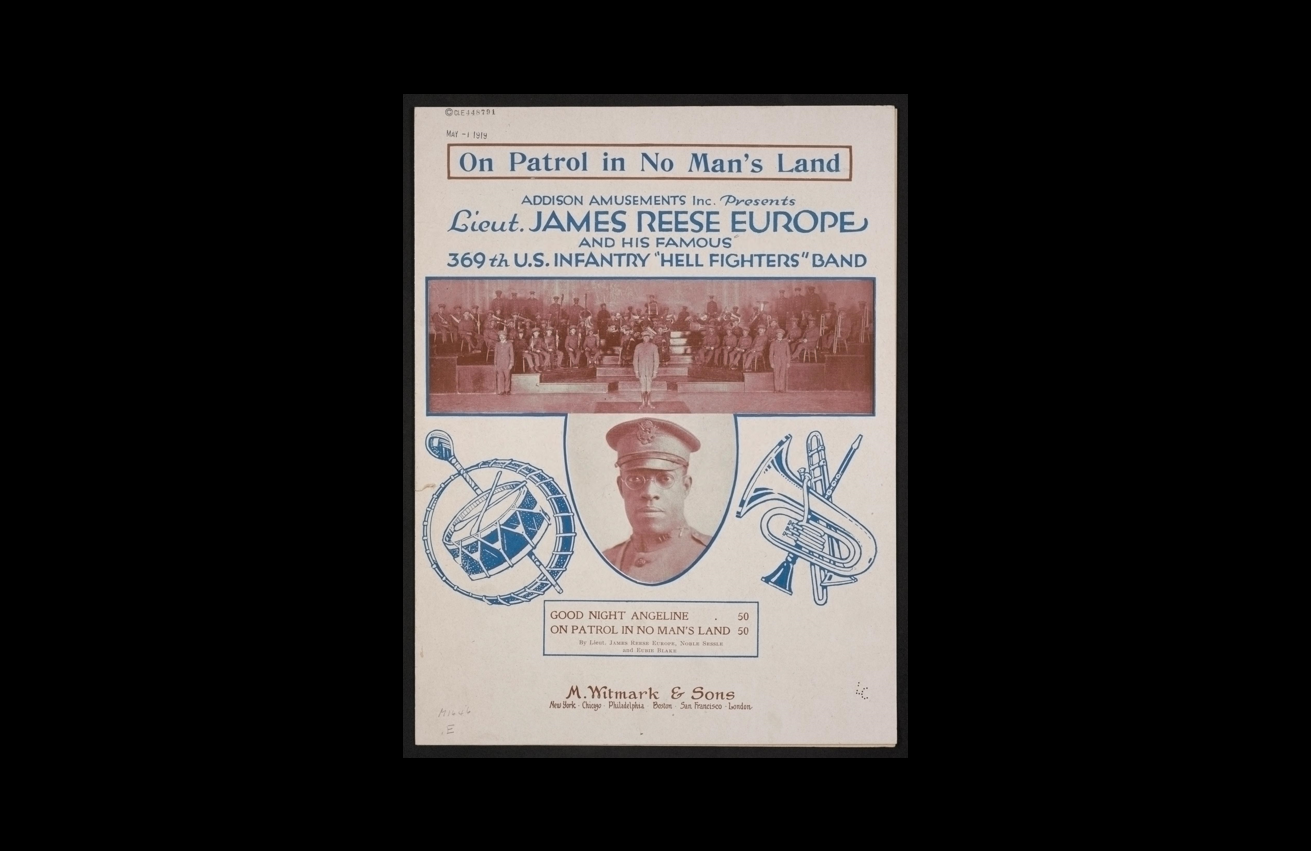 MAY -1 1919
On Patrol in No Man's Land
ADDISON AMUSEMENTS Inc. Presents
Lieut. JAMES REESE EUROPE
AND HIS FAMOUS
369th U.S. INFANTRY "HELL FIGHTERS" BAND
GOOD NIGHT ANGELINE . 50
ON PATROL IN NO MAN'S LAND 50
By Lieut. James Reese Europe, Noble Sissle
and Eubie Blake
M. Witmark & Sons
New York · Chicago · Philadelphia · Boston · San Francisco · London
E